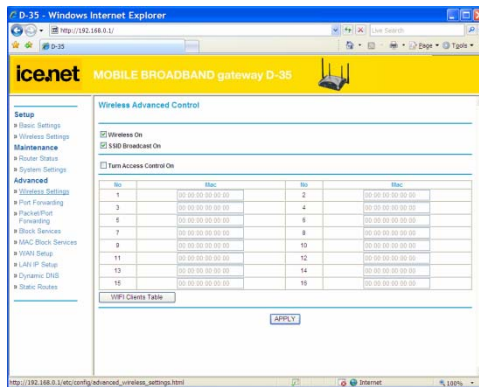 D-35 - Windows Internet Explorer
http://192.168.0.1/
Live Search
D-35
Page
Tools
ice.net MOBILE BROADBAND gateway D-35
Wireless Advanced Control
Setup
» Basic Settings
» Wireless Settings
Maintenance
» Router Status
» System Settings
Advanced
» Wireless Settings
» Port Forwarding
» Packet/Port
Forwarding
» Block Services
» MAC Block Services
» WAN Setup
» LAN IP Setup
» Dynamic DNS
» Static Routes
Wireless On
SSID Broadcast On
Turn Access Control On
No Mac No Mac
1 00:00:00:00:00:00 2 00:00:00:00:00:00
3 00:00:00:00:00:00 4 00:00:00:00:00:00
5 00:00:00:00:00:00 6 00:00:00:00:00:00
7 00:00:00:00:00:00 8 00:00:00:00:00:00
9 00:00:00:00:00:00 10 00:00:00:00:00:00
11 00:00:00:00:00:00 12 00:00:00:00:00:00
13 00:00:00:00:00:00 14 00:00:00:00:00:00
15 00:00:00:00:00:00 16 00:00:00:00:00:00
WIFI Clients Table
APPLY
http://192.168.0.1/etc/config/advanced_wireless_settings.html
Internet
100%